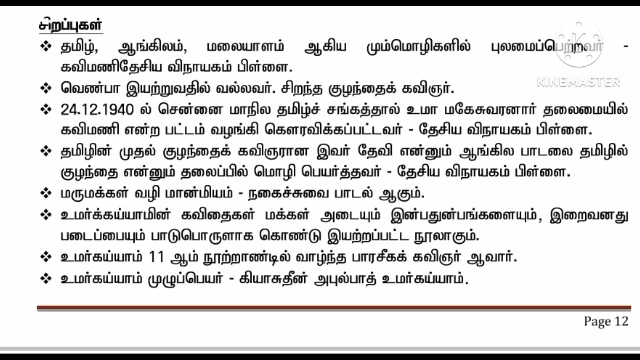 சிறப்புகள்
❖ தமிழ், ஆங்கிலம், மலையாளம் ஆகிய மும்மொழிகளில் புலமைப்பெற்றவர் -
கவிமணிதேசிய விநாயகம் பிள்ளை.
❖ வெண்பா இயற்றுவதில் வல்லவர். சிறந்த குழந்தைக் கவிஞர்.
❖ 24.12.1940 ல் சென்னை மாநில தமிழ்ச் சங்கத்தால் உமா மகேசுவரனார் தலைமையில்
கவிமணி என்ற பட்டம் வழங்கி கௌரவிக்கப்பட்டவர் - தேசிய விநாயகம் பிள்ளை.
❖ தமிழின் முதல் குழந்தைக் கவிஞரான இவர் தேவி என்னும் ஆங்கில பாடலை தமிழில்
குழந்தை என்னும் தலைப்பில் மொழி பெயர்த்தவர் - தேசிய விநாயகம் பிள்ளை.
❖ மருமக்கள் வழி மான்மியம் - நகைச்சுவை பாடல் ஆகும்.
❖ உமர்க்கய்யாமின் கவிதைகள் மக்கள் அடையும் இன்பதுன்பங்களையும், இறைவனது
படைப்பையும் பாடுபொருளாக கொண்டு இயற்றப்பட்ட நூலாகும்.
❖ உமர்கய்யாம் 11 ஆம் நூற்றாண்டில் வாழ்ந்த பாரசீகக் கவிஞர் ஆவார்.
❖ உமர்கய்யாம் முழுப்பெயர் - கியாசுதீன் அபுல்பாத் உமர்கய்யாம்.
Page 12
KINEMASTER